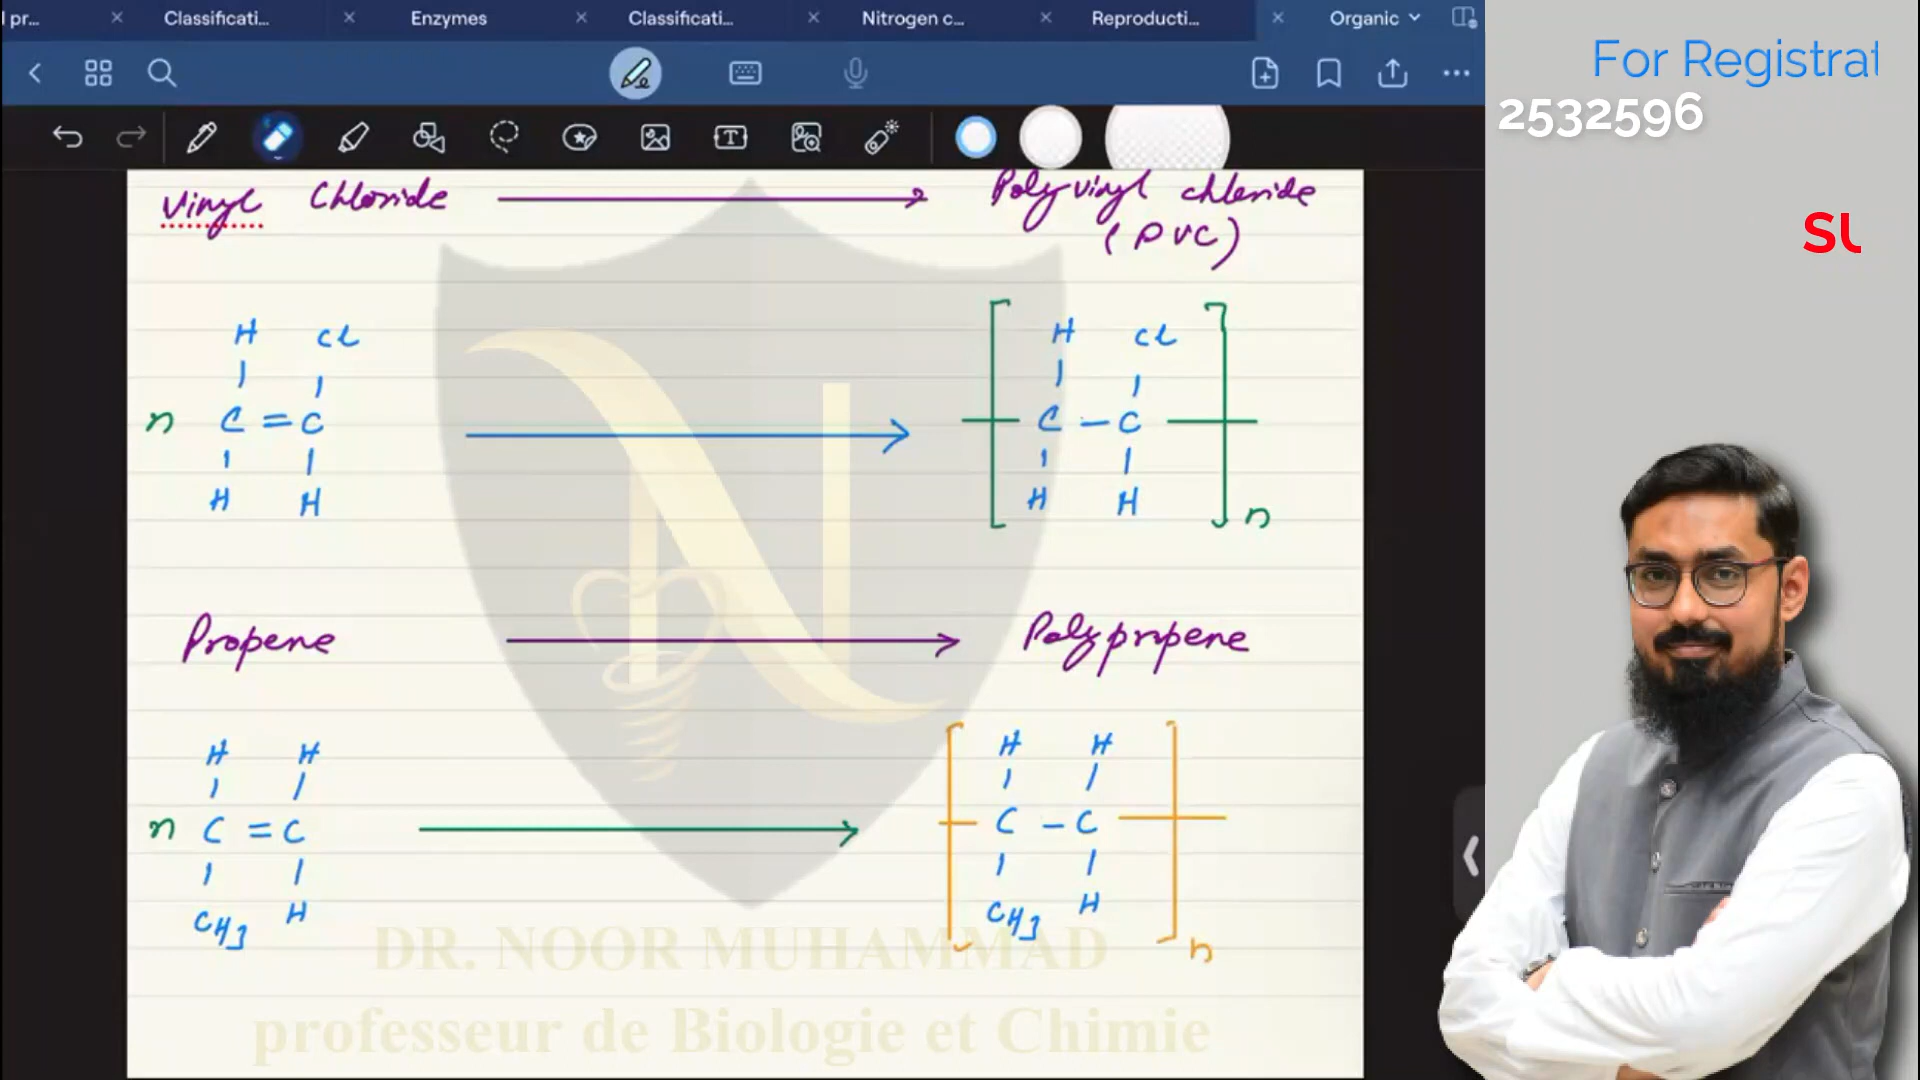 pr...
Classificati...
Enzymes
Classificati...
Nitrogen c...
Reproducti...
Organic
For Registrat
2532596
SU
Vinyl Chloride Polyvinyl chloride
(PVC)
H Cl H Cl
n C = C C - C
H H H H n
Propene Polypropene
H H H H
n C = C C - C
CH3 H CH3 H
n
DR. NOOR MUHAMMAD
professeur de Biologie et Chimie